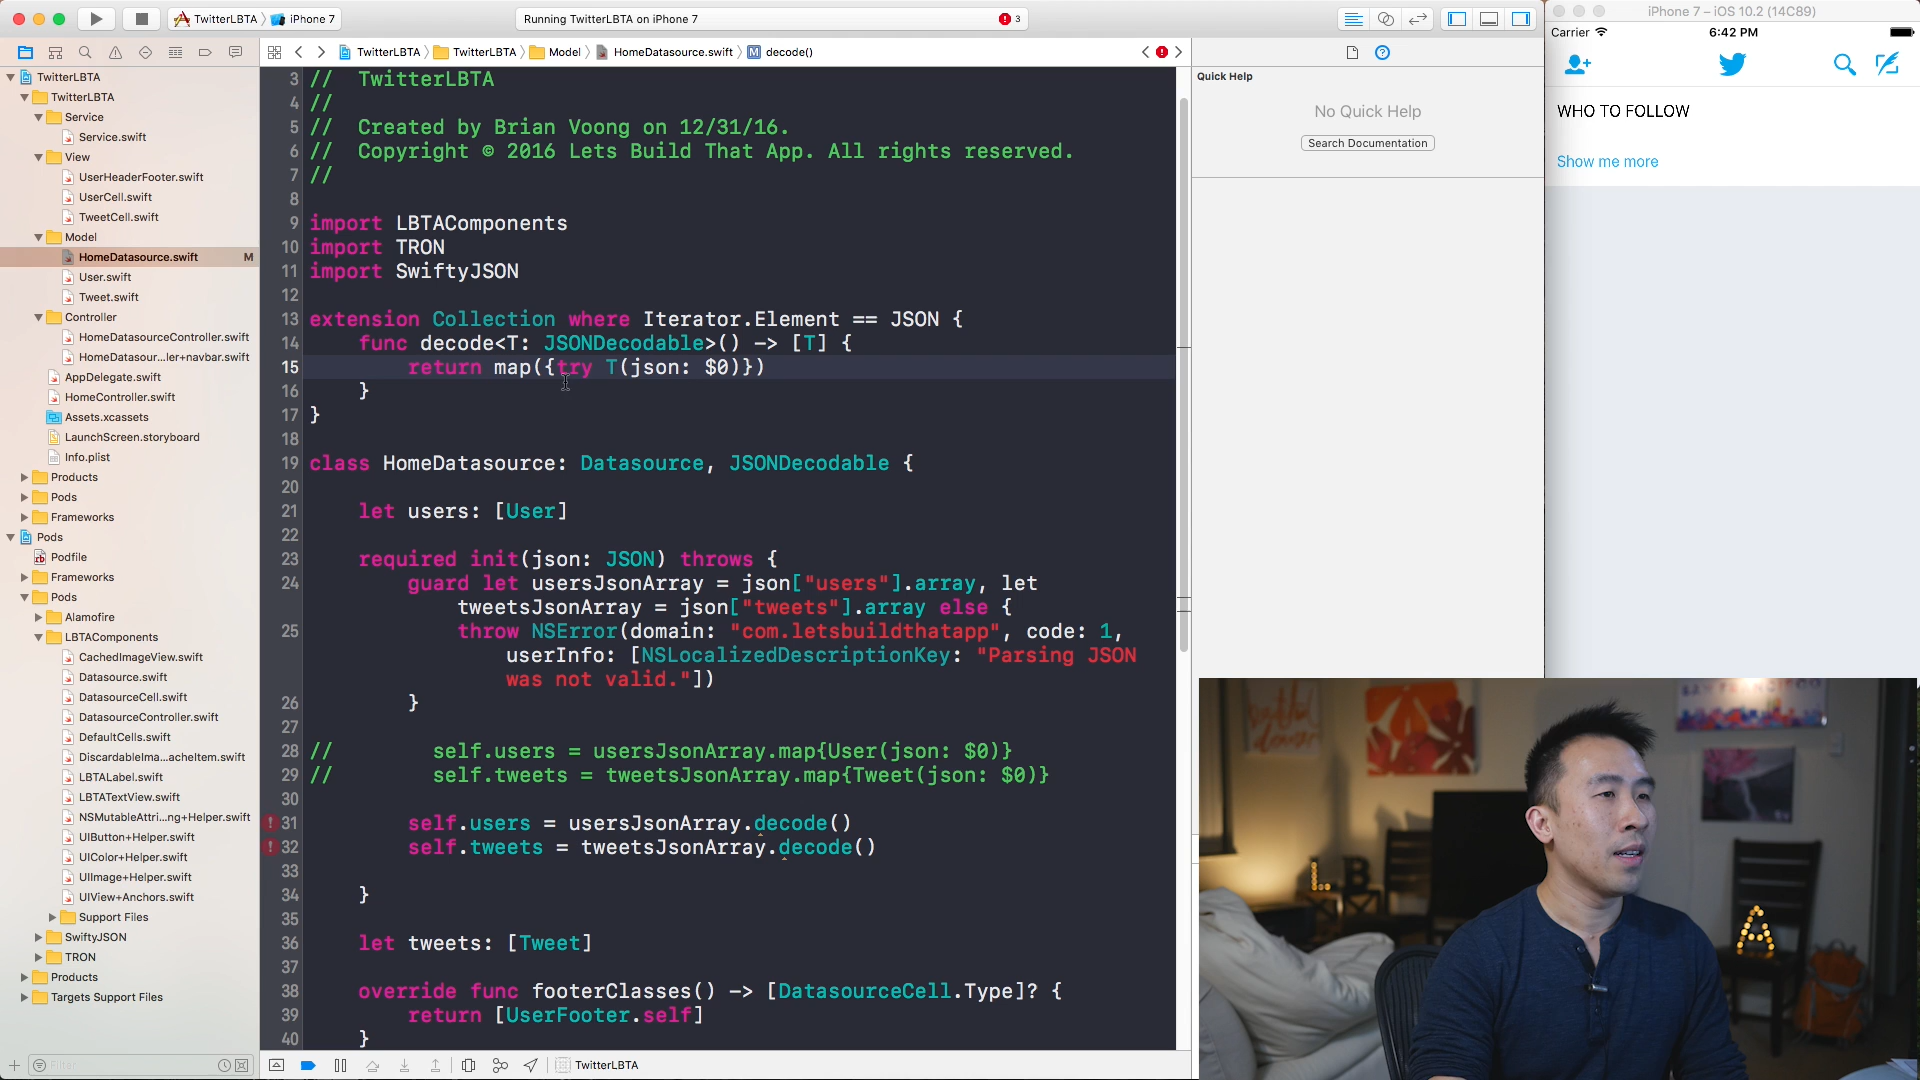 TwitterLBTA
iPhone 7
Running TwitterLBTA on iPhone 7
3
iPhone 7 – iOS 10.2 (14C89)
TwitterLBTA
TwitterLBTA
Model
HomeDatasource.swift
decode()
TwitterLBTA
TwitterLBTA
Service
Service.swift
View
UserHeaderFooter.swift
UserCell.swift
TweetCell.swift
Model
HomeDatasource.swift M
User.swift
Tweet.swift
Controller
HomeDatasourceController.swift
HomeDatasour...ler+navbar.swift
AppDelegate.swift
HomeController.swift
Assets.xcassets
LaunchScreen.storyboard
Info.plist
Products
Pods
Frameworks
Pods
Podfile
Frameworks
Pods
Alamofire
LBTAComponents
CachedImageView.swift
Datasource.swift
DatasourceCell.swift
DatasourceController.swift
DefaultCells.swift
DiscardableIma...acheItem.swift
LBTALabel.swift
LBTATextView.swift
NSMutableAttri...ng+Helper.swift
UIButton+Helper.swift
UIColor+Helper.swift
UIImage+Helper.swift
UIView+Anchors.swift
Support Files
SwiftyJSON
TRON
Products
Targets Support Files
Filter
3 // TwitterLBTA
4 //
5 // Created by Brian Voong on 12/31/16.
6 // Copyright © 2016 Lets Build That App. All rights reserved.
7 //
8
9 import LBTAComponents
10 import TRON
11 import SwiftyJSON
12
13 extension Collection where Iterator.Element == JSON {
14 func decode<T: JSONDecodable>() -> [T] {
15 return map({try T(json: $0)})
16 }
17 }
18
19 class HomeDatasource: Datasource, JSONDecodable {
20
21 let users: [User]
22
23 required init(json: JSON) throws {
24 guard let usersJsonArray = json["users"].array, let
tweetsJsonArray = json["tweets"].array else {
25 throw NSError(domain: "com.letsbuildthatapp", code: 1,
userInfo: [NSLocalizedDescriptionKey: "Parsing JSON
was not valid."])
26 }
27
28 // self.users = usersJsonArray.map{User(json: $0)}
29 // self.tweets = tweetsJsonArray.map{Tweet(json: $0)}
30
31 self.users = usersJsonArray.decode()
32 self.tweets = tweetsJsonArray.decode()
33
34 }
35
36 let tweets: [Tweet]
37
38 override func footerClasses() -> [DatasourceCell.Type]? {
39 return [UserFooter.self]
40 }
TwitterLBTA
Quick Help
No Quick Help
Search Documentation
Carrier
6:42 PM
WHO TO FOLLOW
Show me more
SAN FRANCISCO
L B
A